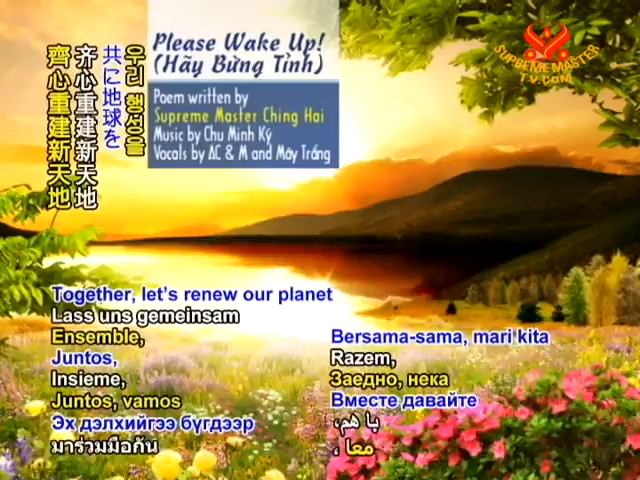 Please Wake Up!
(Hãy Bừng Tỉnh)
Poem written by
Supreme Master Ching Hai
Music by Chu Minh Ký
Vocals by AC & M and Mây Trắng
SUPREME MASTER
TV.COM
우리 행성을
共に地球を
齐心重建新天地
齊心重建新天地
Together, let's renew our planet
Lass uns gemeinsam
Ensemble,
Juntos,
Insieme,
Juntos, vamos
Эх дэлхийгээ бүгдээр
มาร่วมมือกัน
Bersama-sama, mari kita
Razem,
Заедно, нека
Вместе давайте
با هم،
معا ،